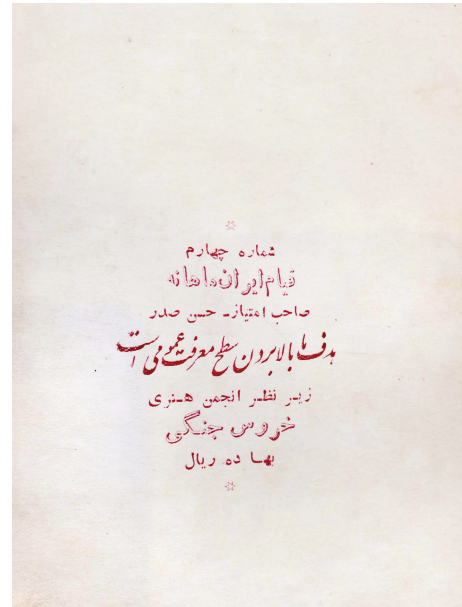 شماره چهارم
قیام ایران ماهانه
صاحب امتیاز - حسن صدر
هدف ما بالا بردن سطح معرفت عمومی است
زیر نظر انجمن هنری
خروس جنگی
بها ده ریال